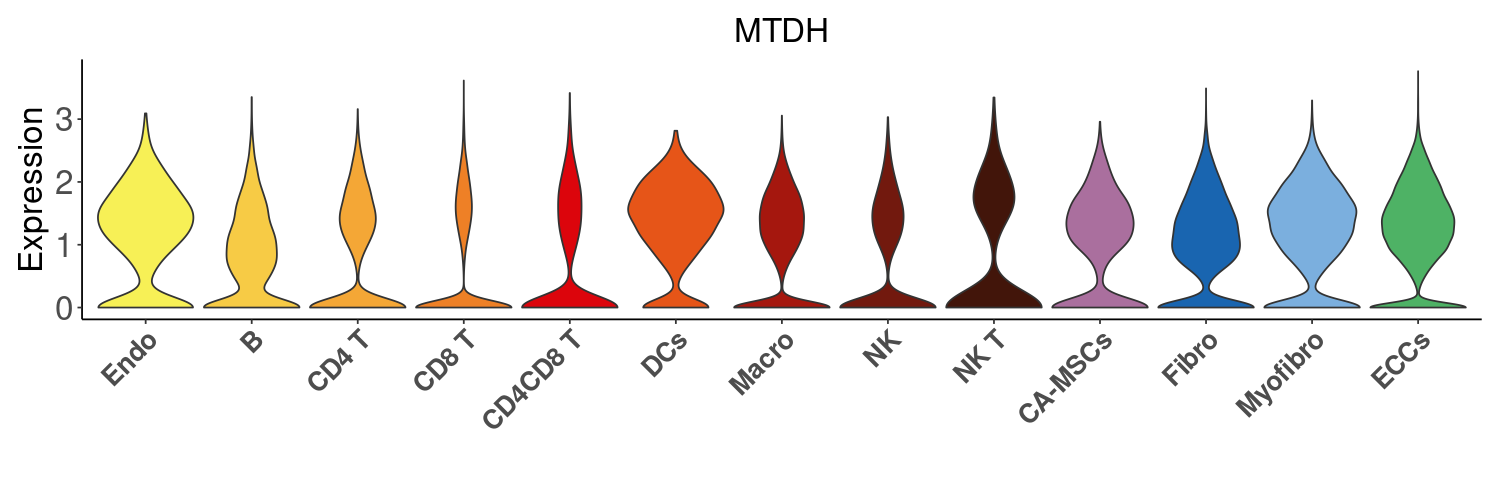 MTDH
Expression
3
2
1
0
Endo
B
CD4 T
CD8 T
CD4CD8 T
DCs
Macro
NK
NK T
CA-MSCs
Fibro
Myofibro
ECCs